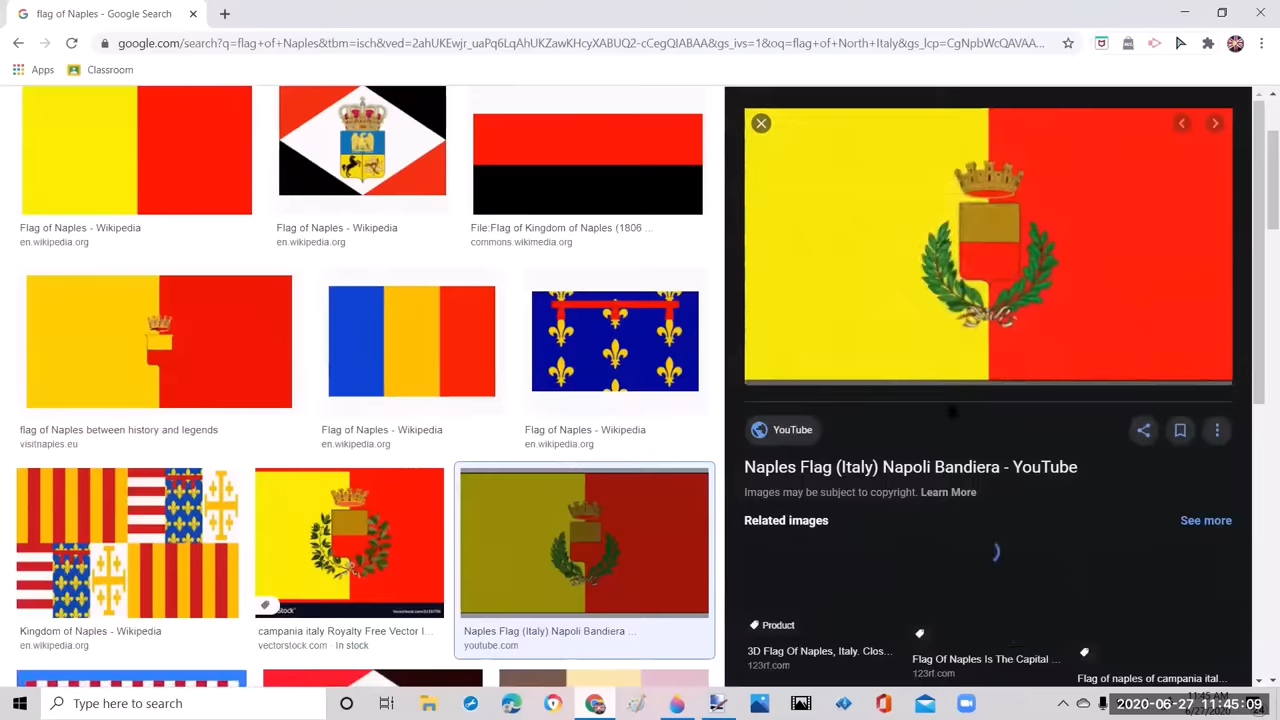 flag of Naples - Google Search
google.com/search?q=flag+of+Naples&tbm=isch&ved=2ahUKEwjr_uaPq6LqAhUKZawKHcyXABUQ2-cCegQIABAA&gs_ivs=1&oq=flag+of+North+Italy&gs_lcp=CgNpbWcQAVAA...
Apps Classroom
Flag of Naples - Wikipedia
en.wikipedia.org
Flag of Naples - Wikipedia
en.wikipedia.org
File:Flag of Kingdom of Naples (1806 ...
commons.wikimedia.org
flag of Naples between history and legends
visitnaples.eu
Flag of Naples - Wikipedia
en.wikipedia.org
Flag of Naples - Wikipedia
en.wikipedia.org
Kingdom of Naples - Wikipedia
en.wikipedia.org
campania italy Royalty Free Vector I...
vectorstock.com · In stock
Naples Flag (Italy) Napoli Bandiera ...
youtube.com
YouTube
Naples Flag (Italy) Napoli Bandiera - YouTube
Images may be subject to copyright. Learn More
Related images
See more
Product
3D Flag Of Naples, Italy. Clos...
123rf.com
Flag Of Naples Is The Capital ...
123rf.com
Flag of naples of campania ital...
Type here to search
11:45 AM
6/27/2020
2020-06-27 11:45:09